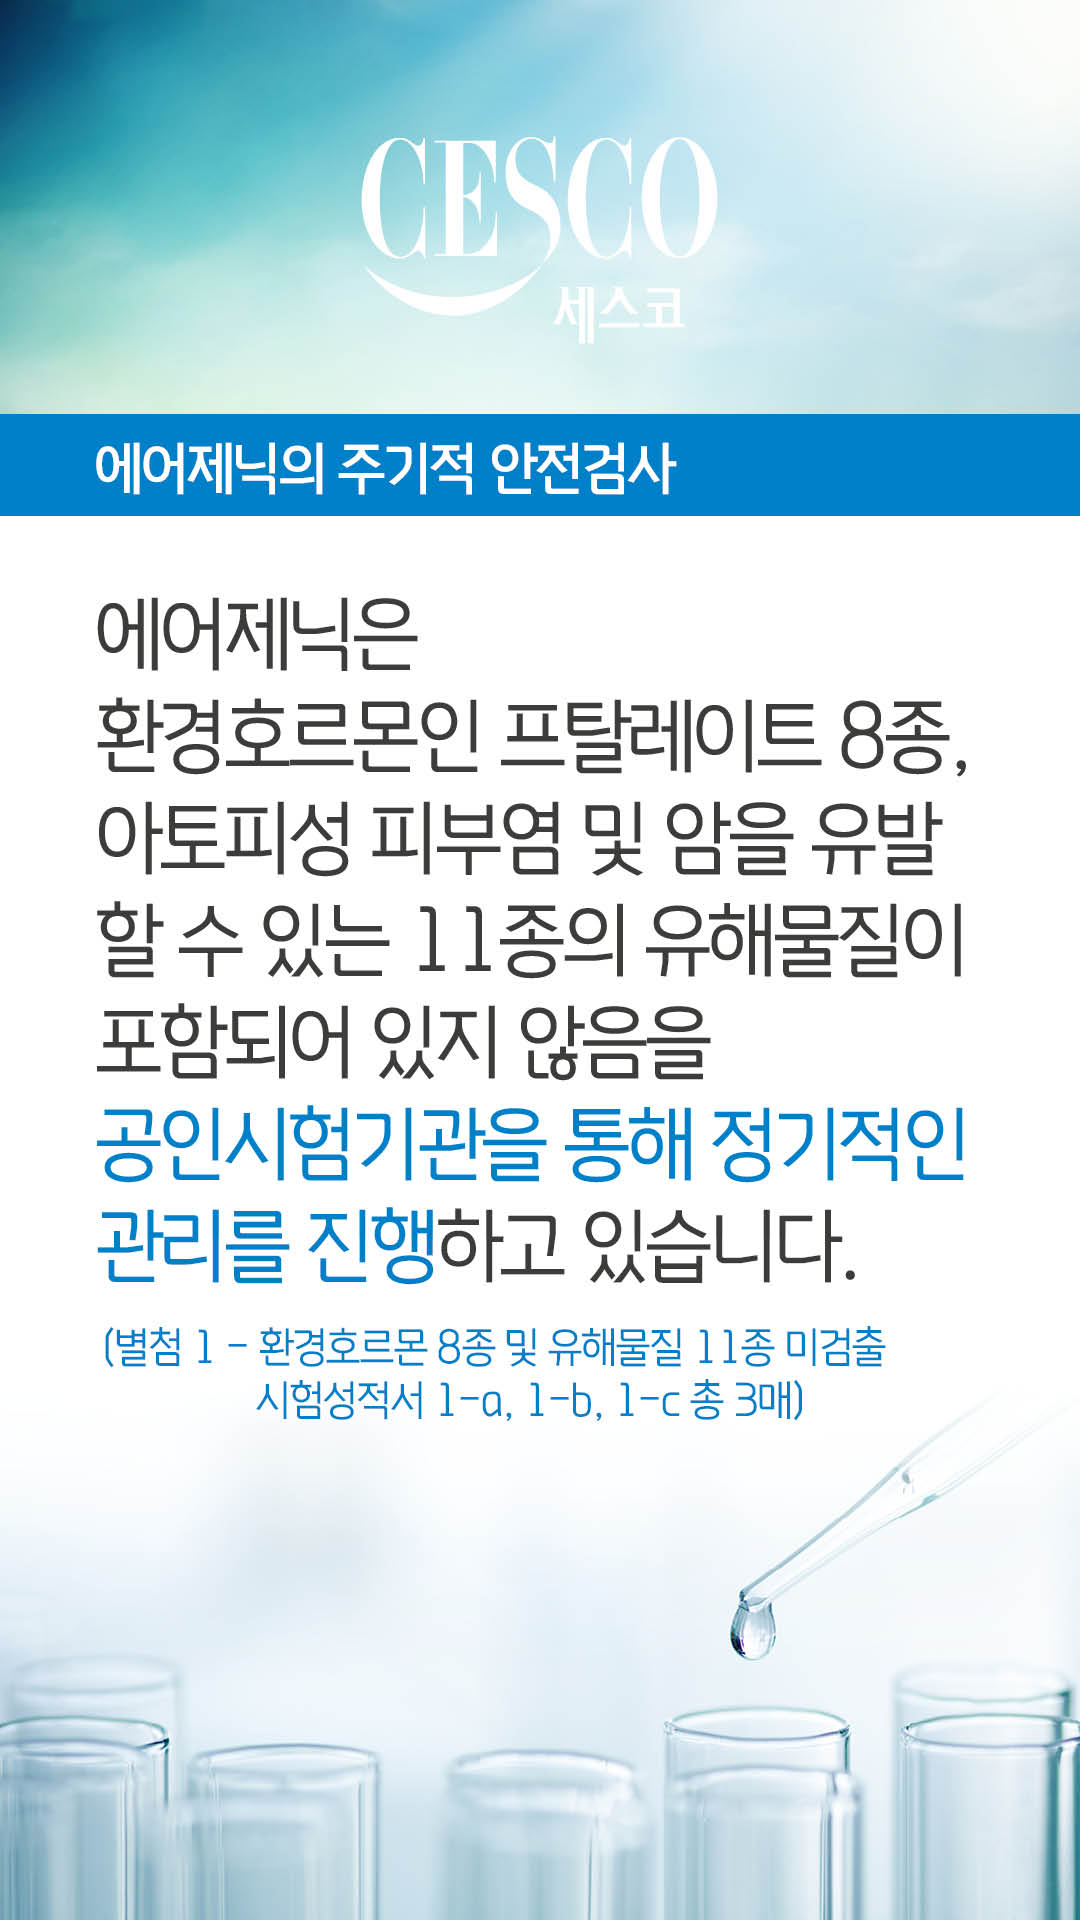 CESCO
세스코
에어제닉의 주기적 안전검사
에어제닉은
환경호르몬인 프탈레이트 8종,
아토피성 피부염 및 암을 유발
할 수 있는 11종의 유해물질이
포함되어 있지 않음을
공인시험기관을 통해 정기적인
관리를 진행하고 있습니다.
(별첨 1 - 환경호르몬 8종 및 유해물질 11종 미검출
시험성적서 1-a, 1-b, 1-c 총 3매)